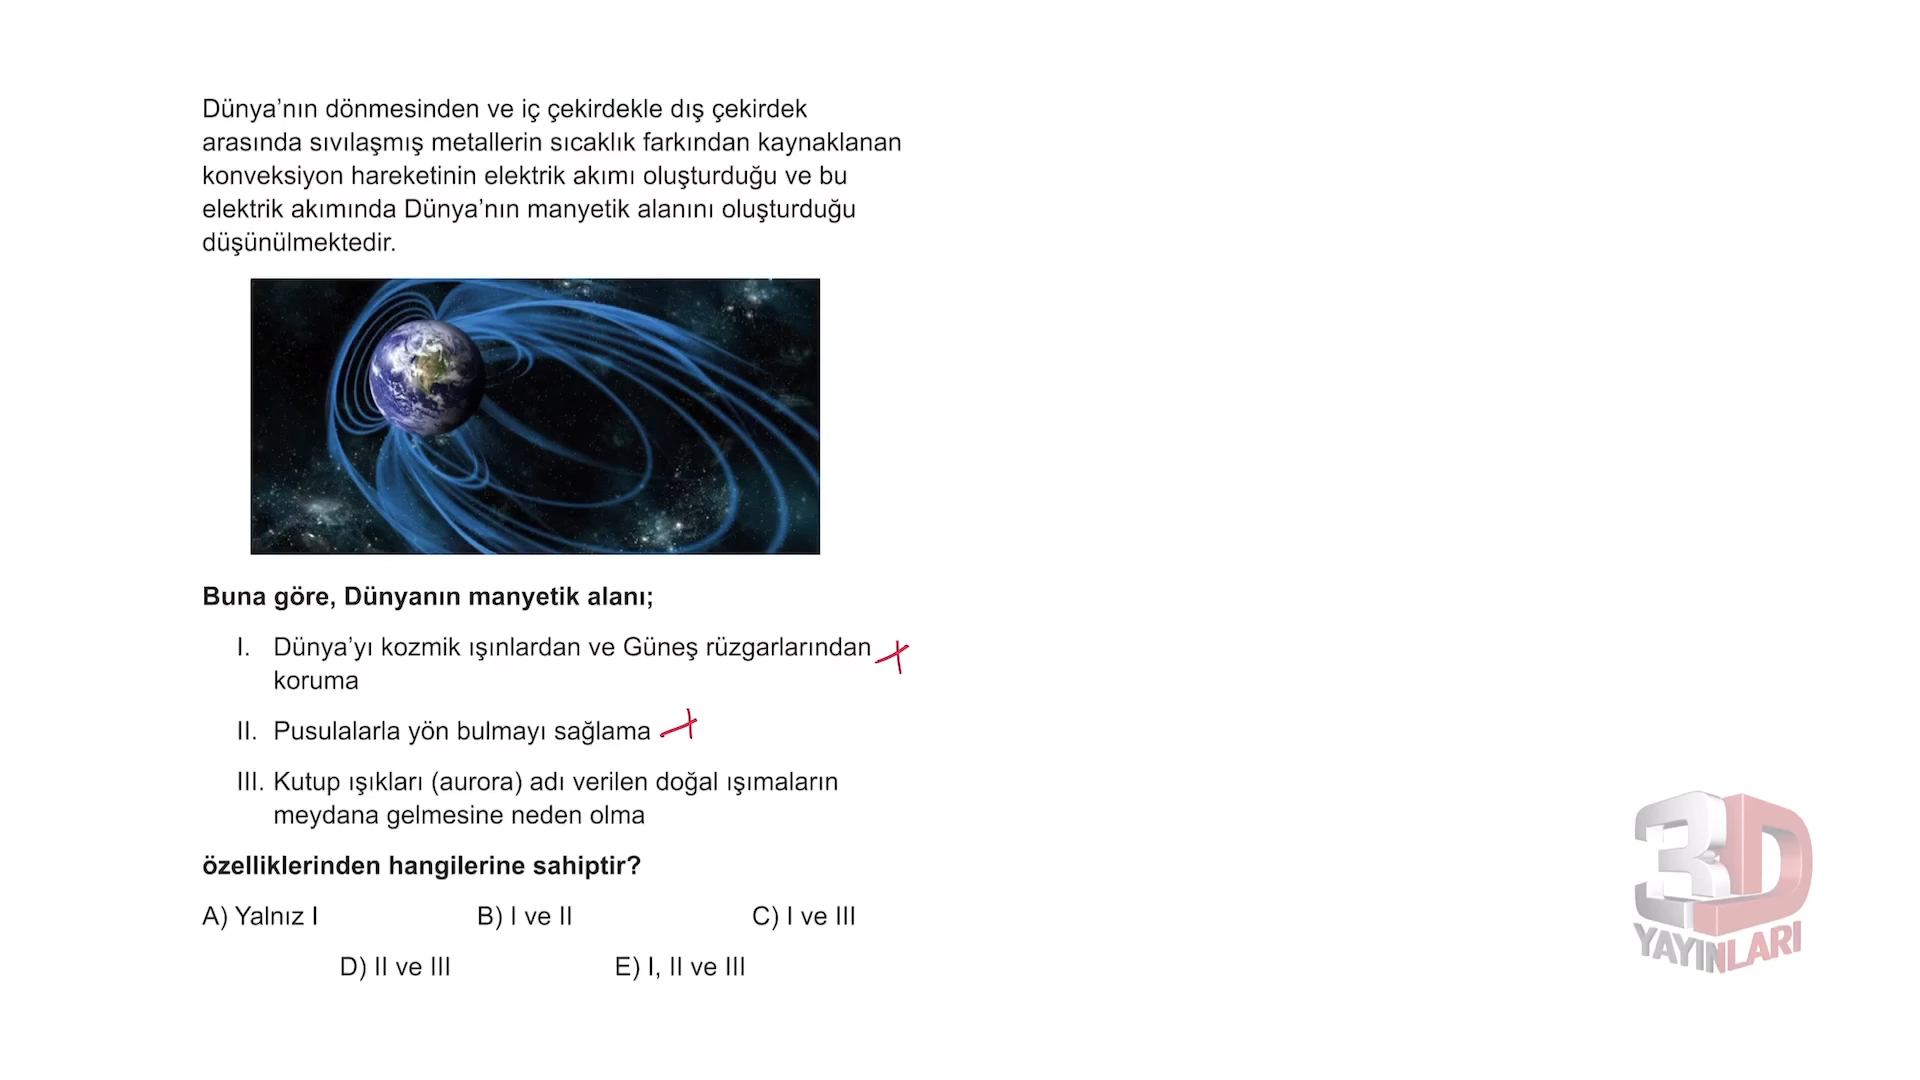 Dünya’nın dönmesinden ve iç çekirdekle dış çekirdek
arasında sıvılaşmış metallerin sıcaklık farkından kaynaklanan
konveksiyon hareketinin elektrik akımı oluşturduğu ve bu
elektrik akımında Dünya’nın manyetik alanını oluşturduğu
düşünülmektedir.
Buna göre, Dünyanın manyetik alanı;
I. Dünya’yı kozmik ışınlardan ve Güneş rüzgarlarından
koruma
II. Pusulalarla yön bulmayı sağlama
III. Kutup ışıkları (aurora) adı verilen doğal ışımaların
meydana gelmesine neden olma
özelliklerinden hangilerine sahiptir?
A) Yalnız I B) I ve II C) I ve III
D) II ve III E) I, II ve III
3D
YAYINLARI